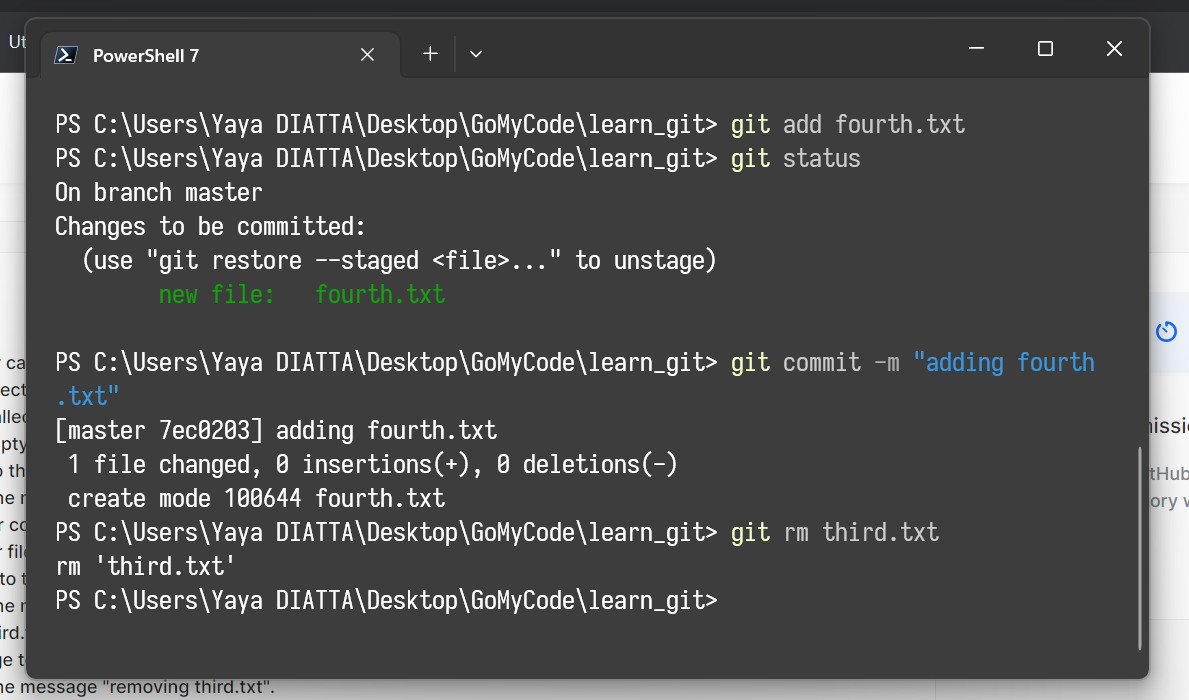 Ut
PowerShell 7
PS C:\Users\Yaya DIATTA\Desktop\GoMyCode\learn_git> git add fourth.txt
PS C:\Users\Yaya DIATTA\Desktop\GoMyCode\learn_git> git status
On branch master
Changes to be committed:
  (use "git restore --staged <file>..." to unstage)
        new file:   fourth.txt
PS C:\Users\Yaya DIATTA\Desktop\GoMyCode\learn_git> git commit -m "adding fourth
.txt"
[master 7ec0203] adding fourth.txt
 1 file changed, 0 insertions(+), 0 deletions(-)
 create mode 100644 fourth.txt
PS C:\Users\Yaya DIATTA\Desktop\GoMyCode\learn_git> git rm third.txt
rm 'third.txt'
PS C:\Users\Yaya DIATTA\Desktop\GoMyCode\learn_git>
message "removing third.txt".